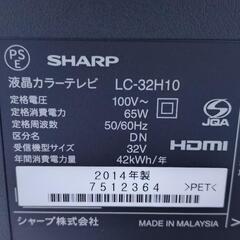 PSE
SHARP
液晶カラーテレビ LC-32H10
定格電圧 100V~
定格消費電力 65W
定格周波数 50/60Hz
区分名 DN
受信機型サイズ 32V
年間消費電力量 42kWh/年
JQA
HDMI
2014年製
7512364
>PET<
シャープ株式会社 MADE IN MALAYSIA